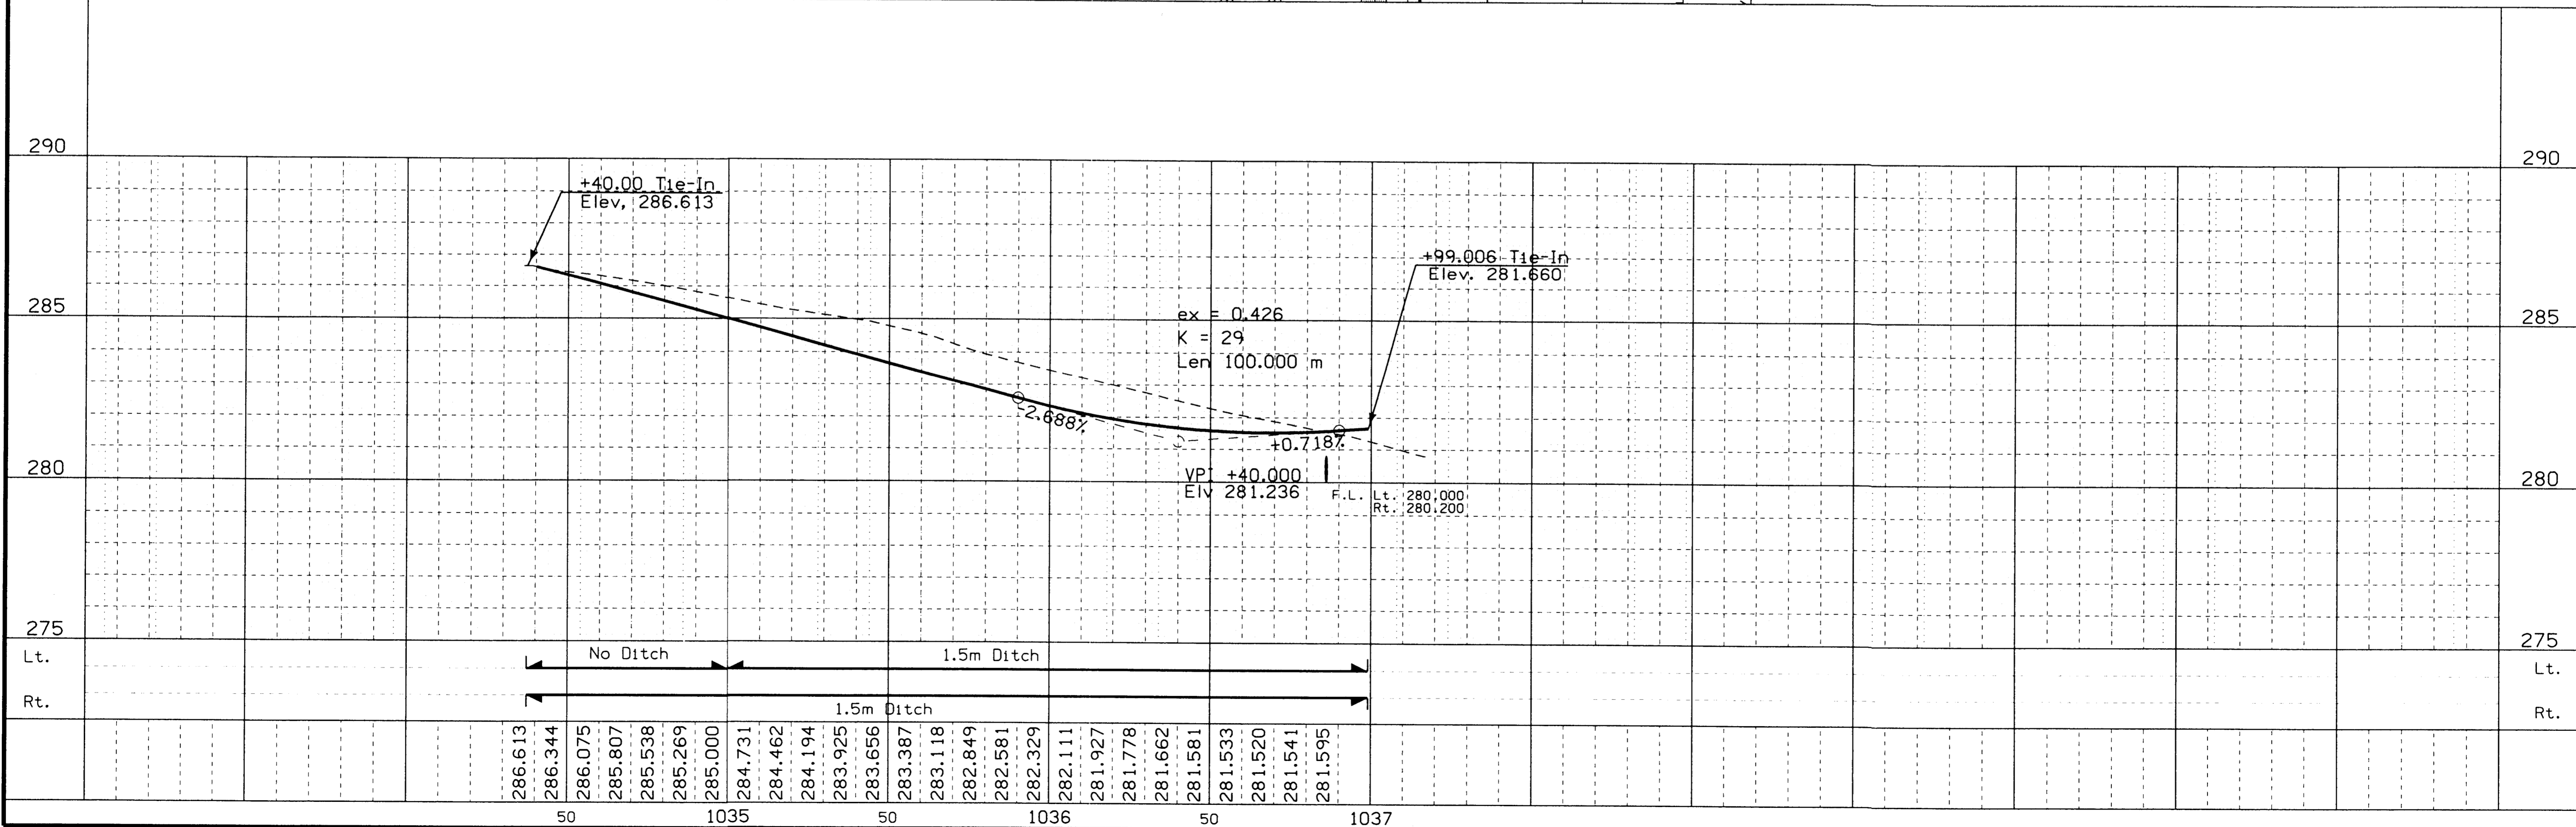 290
290
+40.00 Tie-In
Elev, 286.613
+99.006 Tie-In
Elev. 281.660
285
285
ex = 0.426
K = 29
Len 100.000 m
-2.688%
+0.718%
280
280
VPI +40.000
Elv 281.236
F.L. Lt. 280.000
Rt. 280.200
275
275
Lt.
No Ditch
1.5m Ditch
Lt.
Rt.
1.5m Ditch
Rt.
286.613
286.344
286.075
285.807
285.538
285.269
285.000
284.731
284.462
284.194
283.925
283.656
283.387
283.118
282.849
282.581
282.329
282.111
281.927
281.778
281.662
281.581
281.533
281.520
281.541
281.595
50
1035
50
1036
50
1037